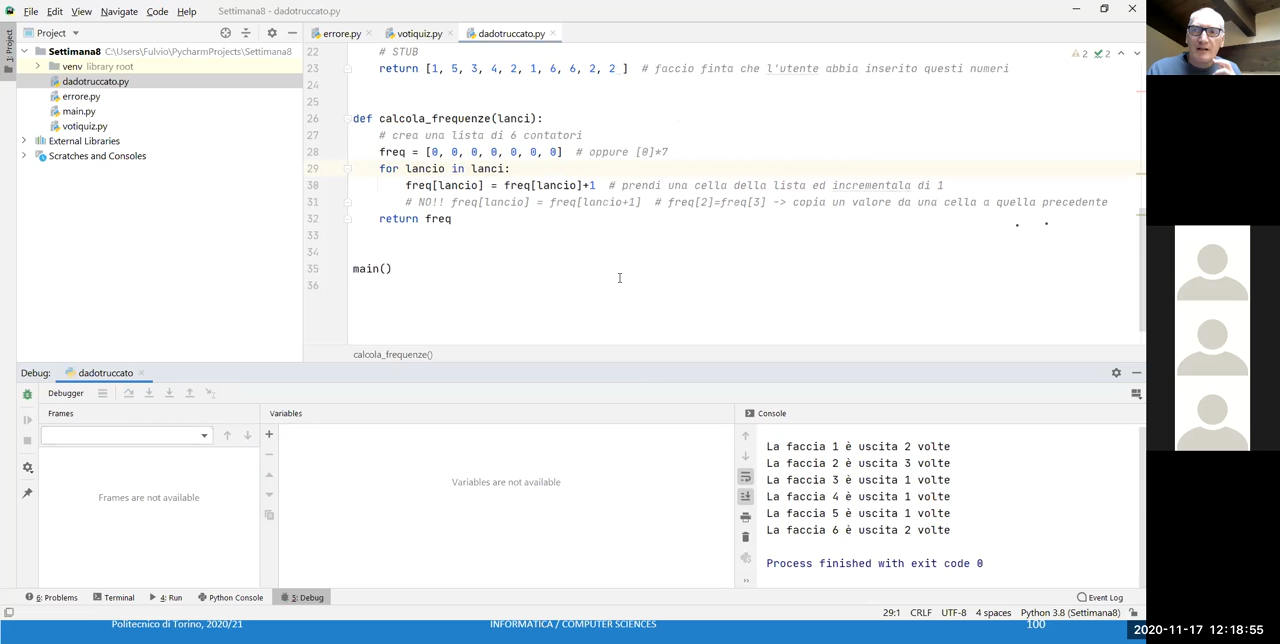 File Edit View Navigate Code Help Settimana8 - dadotruccato.py
1: Project
Project
errore.py votiquiz.py dadotruccato.py
Settimana8 C:\Users\Fulvio\PycharmProjects\Settimana8
venv library root
dadotruccato.py
errore.py
main.py
votiquiz.py
External Libraries
Scratches and Consoles
2 2
22 # STUB
23 return [1, 5, 3, 4, 2, 1, 6, 6, 2, 2 ] # faccio finta che l'utente abbia inserito questi numeri
24
25
26 def calcola_frequenze(lanci):
27 # crea una lista di 6 contatori
28 freq = [0, 0, 0, 0, 0, 0, 0] # oppure [0]*7
29 for lancio in lanci:
30 freq[lancio] = freq[lancio]+1 # prendi una cella della lista ed incrementala di 1
31 # NO!! freq[lancio] = freq[lancio+1] # freq[2]=freq[3] -> copia un valore da una cella a quella precedente
32 return freq
33
34
35 main()
36
calcola_frequenze()
Debug: dadotruccato
Debugger
Frames
Variables
Console
Frames are not available
Variables are not available
La faccia 1 è uscita 2 volte
La faccia 2 è uscita 3 volte
La faccia 3 è uscita 1 volte
La faccia 4 è uscita 1 volte
La faccia 5 è uscita 1 volte
La faccia 6 è uscita 2 volte
Process finished with exit code 0
6: Problems Terminal 4: Run Python Console 5: Debug Event Log
29:1 CRLF UTF-8 4 spaces Python 3.8 (Settimana8)
Politecnico di Torino, 2020/21 INFORMATICA / COMPUTER SCIENCES 100
2020-11-17 12:18:55